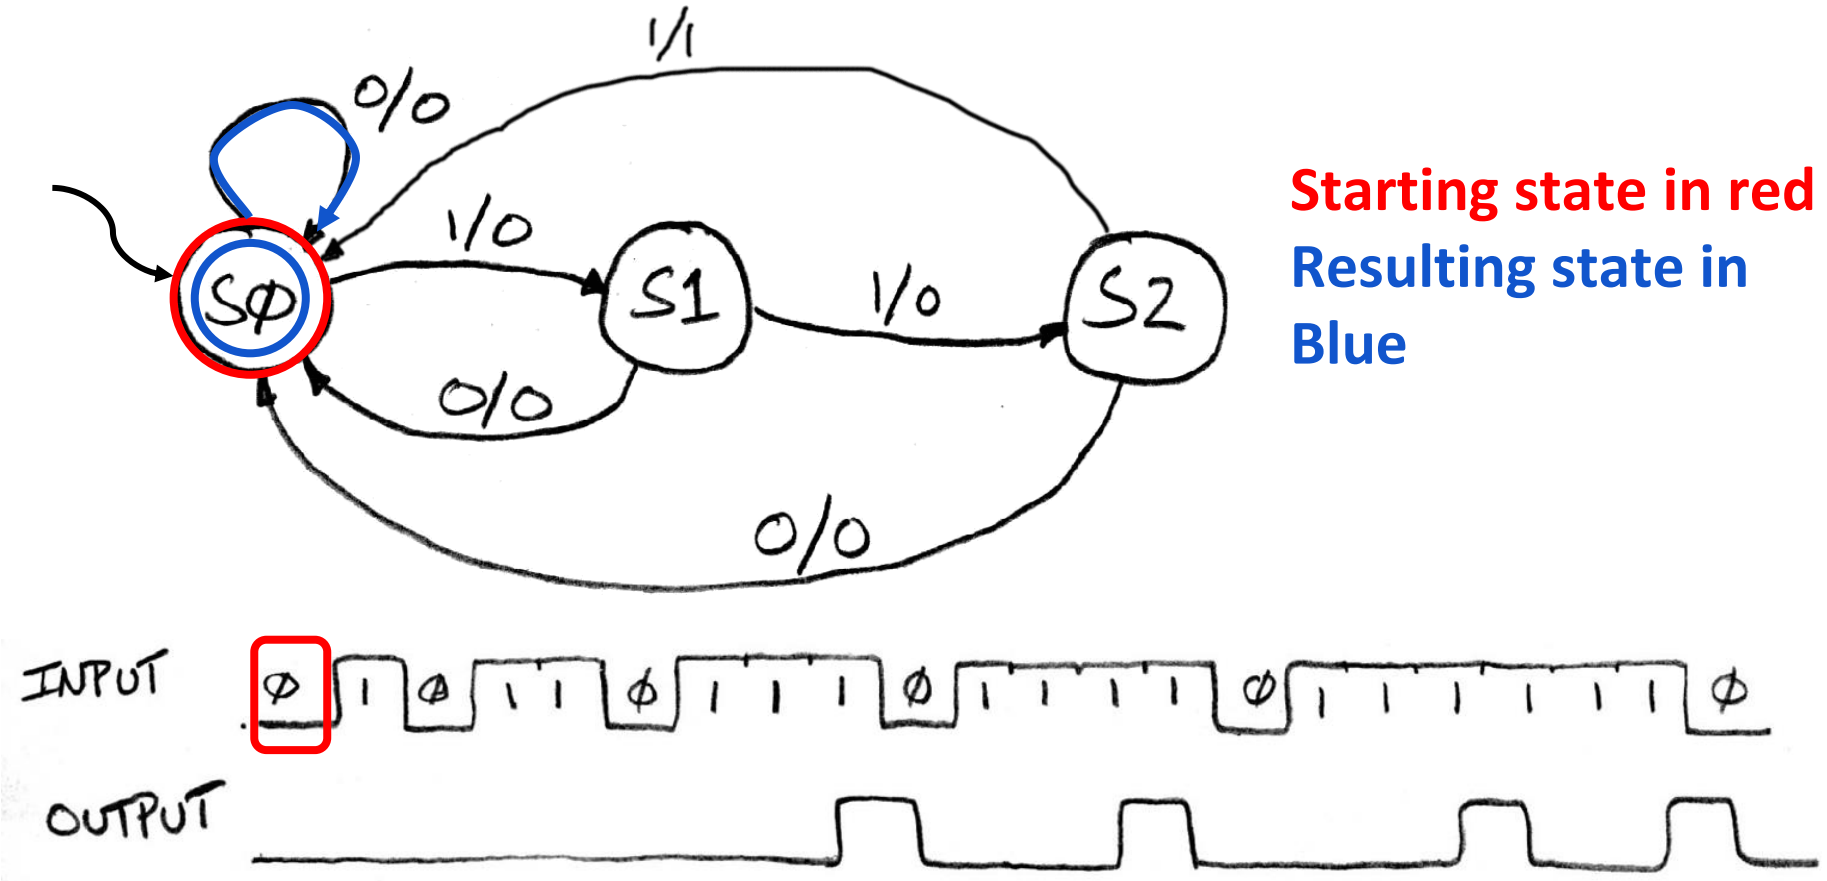 1/1
0/0
Starting state in red
1/0
Resulting state in
SØ
S1
1/0
S2
Blue
0/0
0/0
INPUT Ø 1 Ø 1 1 Ø 1 1 1 Ø 1 1 1 1 Ø 1 1 1 1 1 1 Ø
OUTPUT